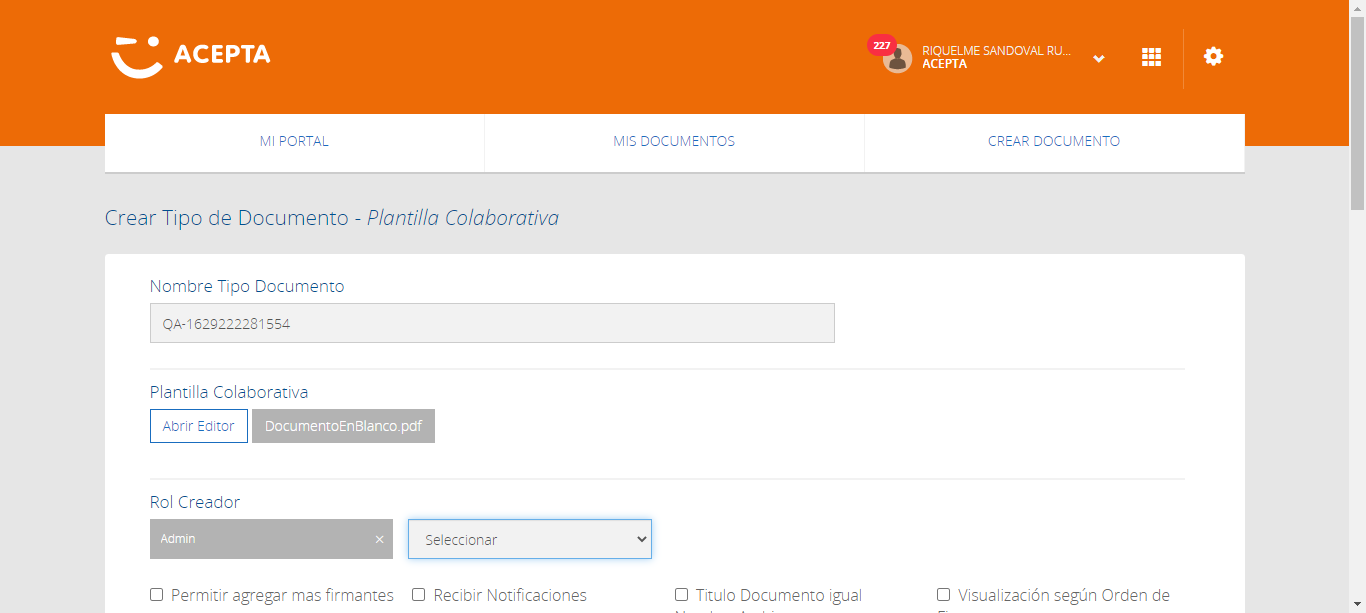 ACEPTA
227
RIQUELME SANDOVAL RU...
ACEPTA
MI PORTAL
MIS DOCUMENTOS
CREAR DOCUMENTO
Crear Tipo de Documento - Plantilla Colaborativa
Nombre Tipo Documento
QA-1629222281554
Plantilla Colaborativa
Abrir Editor
DocumentoEnBlanco.pdf
Rol Creador
Admin ×
Seleccionar
Permitir agregar mas firmantes
Recibir Notificaciones
Titulo Documento igual
Visualización según Orden de